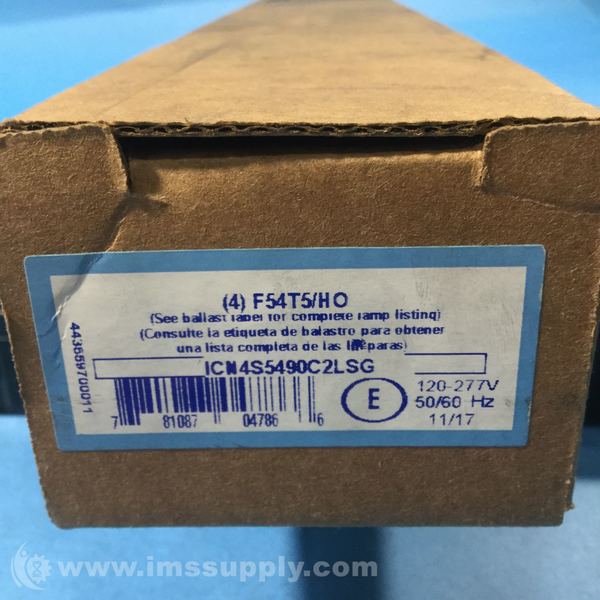 (4) F54T5/HO
(See ballast label for complete lamp listing)
(Consulte la etiqueta de balastro para obtener
una lista completa de las lámparas)
ICN4S5490C2LSG
7 81087 04786 6
E
120-277V
50/60 Hz
11/17
443659700011
www.imssupply.com